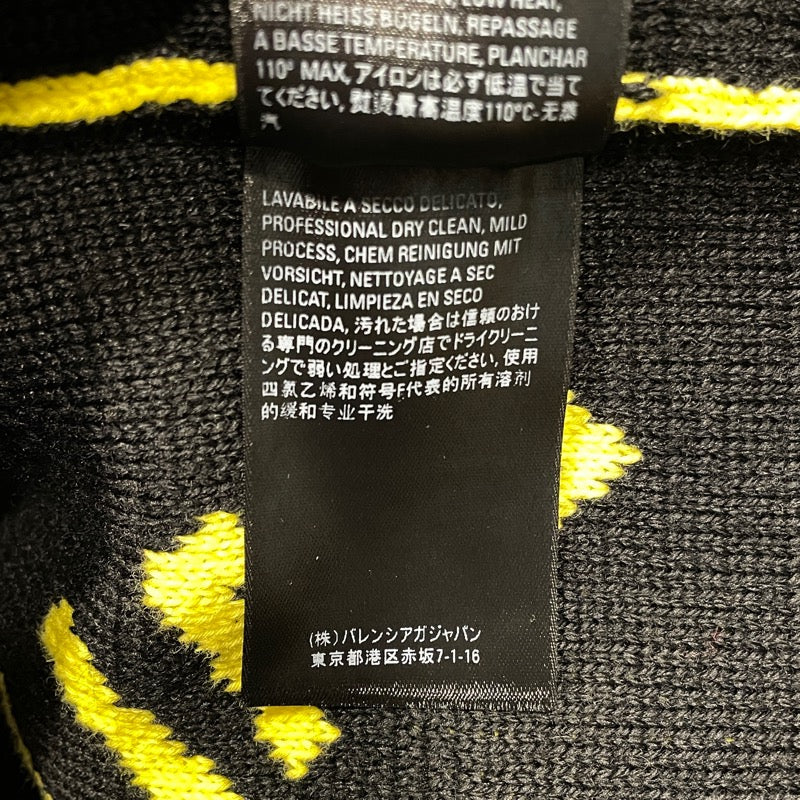 LOW HEAT,
NICHT HEISS BÜGELN, REPASSAGE
A BASSE TEMPERATURE, PLANCHAR
110° MAX, アイロンは必ず低温で当
てください, 熨烫最高温度110°C-无蒸
汽
LAVABILE A SECCO DELICATO,
PROFESSIONAL DRY CLEAN, MILD
PROCESS, CHEM REINIGUNG MIT
VORSICHT, NETTOYAGE A SEC
DELICAT, LIMPIEZA EN SECO
DELICADA, 汚れた場合は信頼のおけ
る専門のクリーニング店でドライクリーニ
ングで弱い処理とご指定ください, 使用
四氯乙烯和符号F代表的所有溶剂
的缓和专业干洗
(株) バレンシアガジャパン
東京都港区赤坂7-1-16